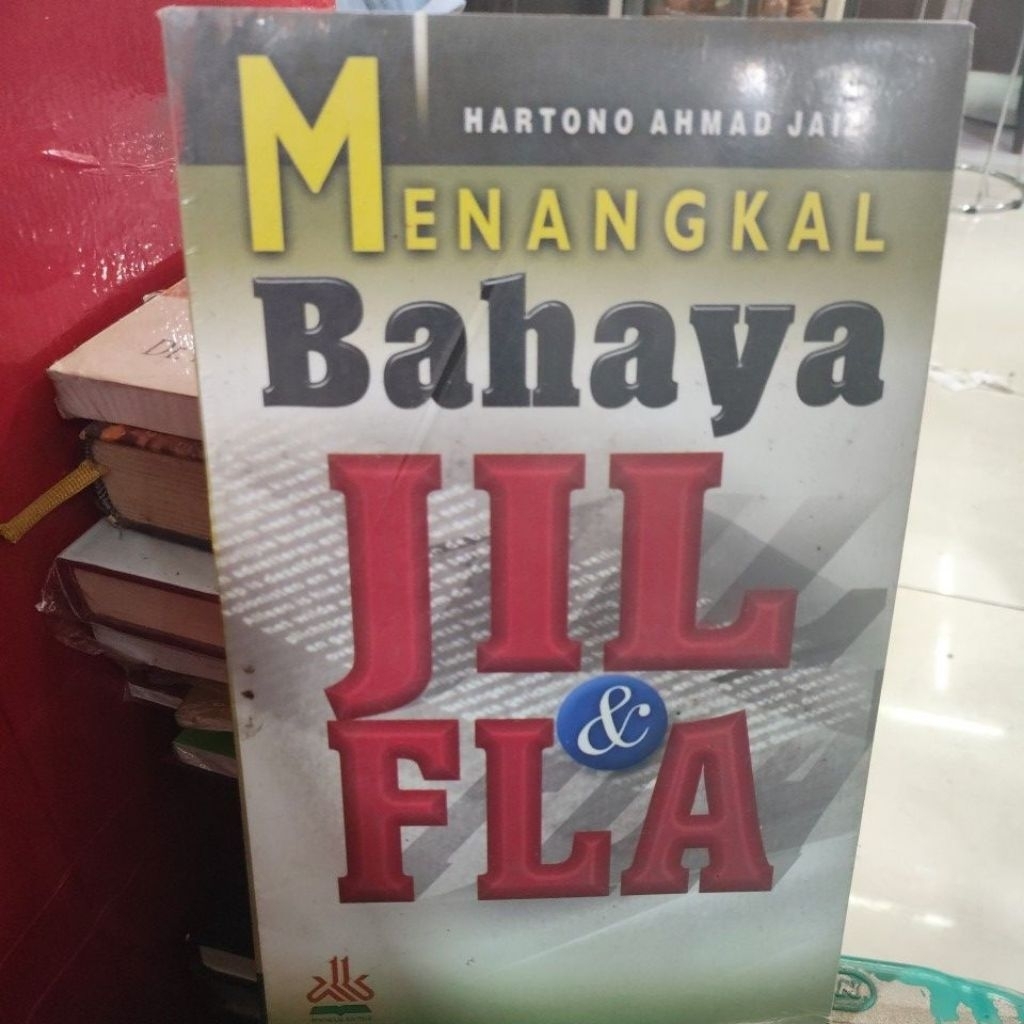 HARTONO AHMAD JAIZ
MENANGKAL
Bahaya
JIL
&
FLA